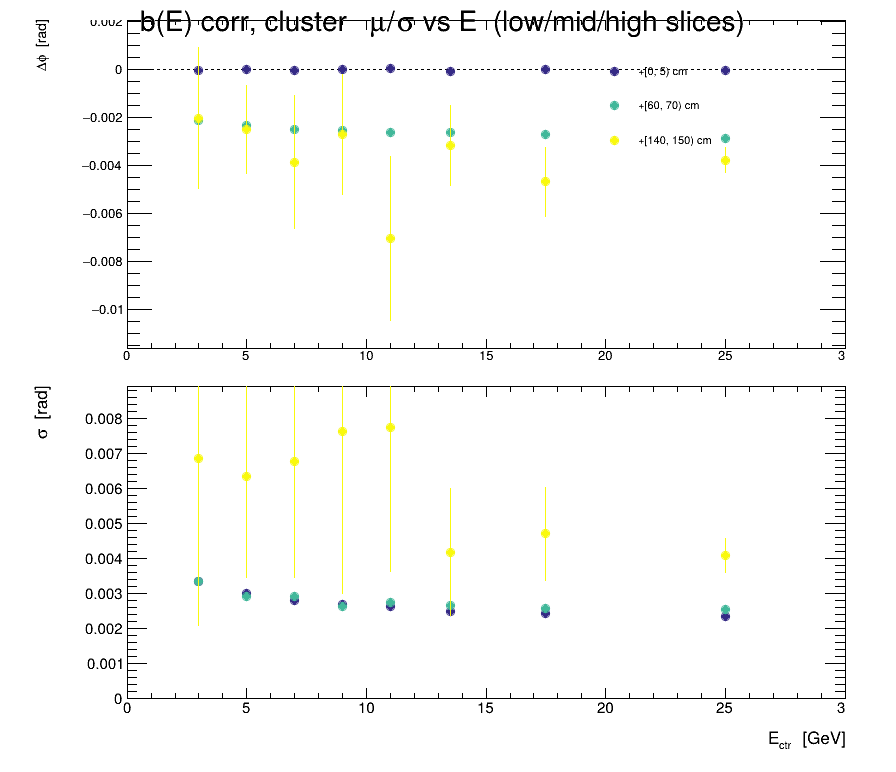 b(E) corr, cluster μ/σ vs E (low/mid/high slices)
Δφ [rad]
0.002
0
−0.002
−0.004
−0.006
−0.008
−0.01
+[0, 5) cm
+[60, 70) cm
+[140, 150) cm
0 5 10 15 20 25 3
σ [rad]
0.008
0.007
0.006
0.005
0.004
0.003
0.002
0.001
0
0 5 10 15 20 25 3
E_ctr [GeV]